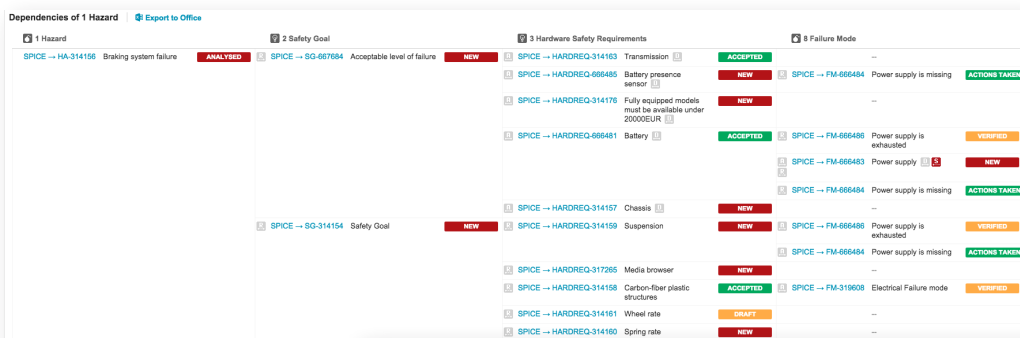 Dependencies of 1 Hazard Export to Office
1 Hazard 2 Safety Goal 3 Hardware Safety Requirements 8 Failure Mode
SPICE → HA-314156 Braking system failure ANALYSED SPICE → SG-667684 Acceptable level of failure NEW SPICE → HARDREQ-314163 Transmission ACCEPTED --
SPICE → HARDREQ-666485 Battery presence NEW SPICE → FM-666484 Power supply is missing ACTIONS TAKEN
sensor
SPICE → HARDREQ-314176 Fully equipped models NEW --
must be available under
20000EUR
SPICE → HARDREQ-666481 Battery ACCEPTED SPICE → FM-666486 Power supply is VERIFIED
exhausted
SPICE → FM-666483 Power supply S NEW
SPICE → FM-666484 Power supply is missing ACTIONS TAKEN
SPICE → HARDREQ-314157 Chassis NEW --
SPICE → SG-314154 Safety Goal NEW SPICE → HARDREQ-314159 Suspension NEW SPICE → FM-666486 Power supply is VERIFIED
exhausted
SPICE → FM-666484 Power supply is missing ACTIONS TAKEN
SPICE → HARDREQ-317265 Media browser NEW --
SPICE → HARDREQ-314158 Carbon-fiber plastic ACCEPTED SPICE → FM-319608 Electrical Failure mode VERIFIED
structures
SPICE → HARDREQ-314161 Wheel rate DRAFT --
SPICE → HARDREQ-314160 Spring rate NEW --